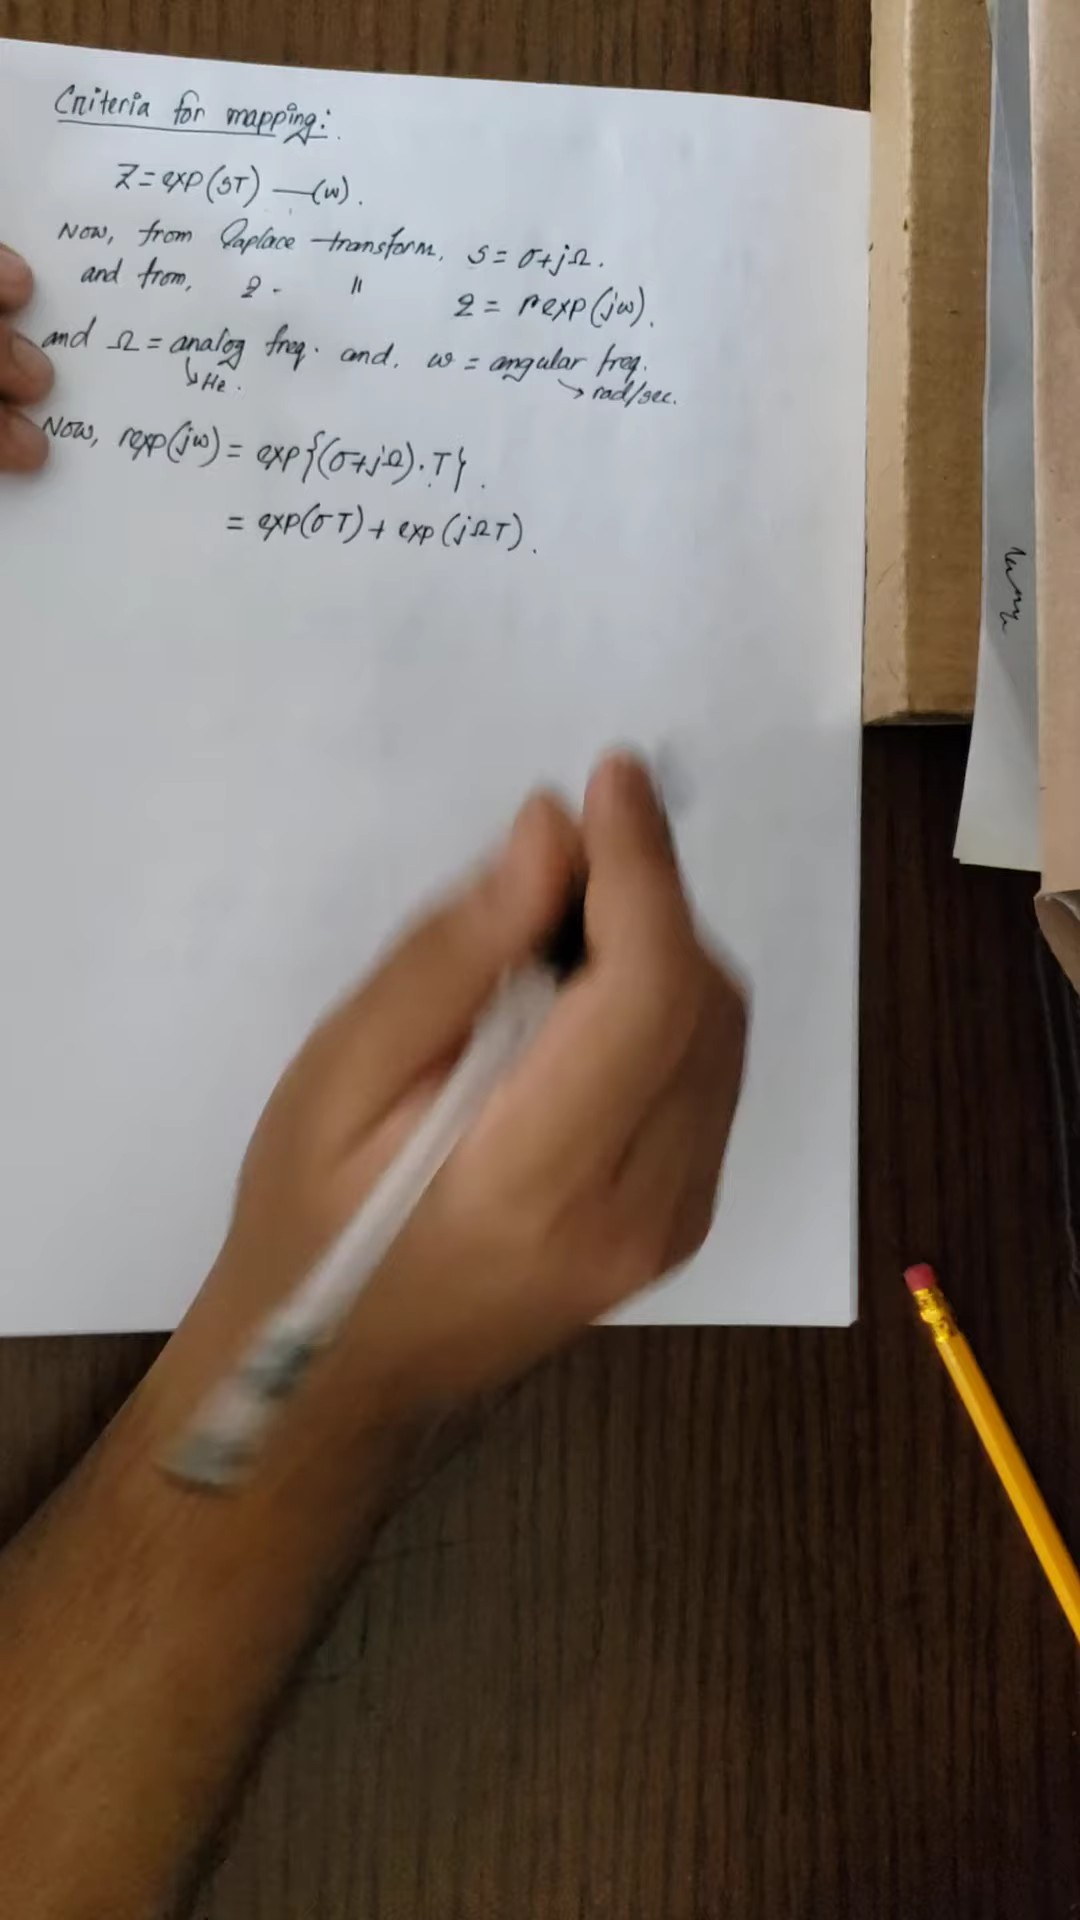 Criteria for mapping:
Z = exp(sT) —(w).
Now, from Laplace transform, s = σ+jΩ.
and from, z - " z = r exp(jω).
and Ω = analog freq. and, ω = angular freq.
↳ Hz. → rad/sec.
Now, rexp(jω) = exp{(σ+jΩ).T}.
= exp(σT) + exp(jΩT).